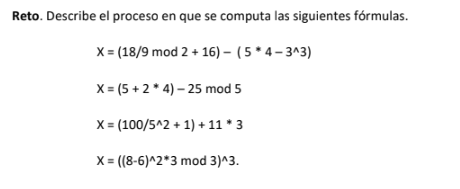 Reto. Describe el proceso en que se computa las siguientes fórmulas.
X = (18/9 mod 2 + 16) – ( 5 * 4 – 3^3)
X = (5 + 2 * 4) – 25 mod 5
X = (100/5^2 + 1) + 11 * 3
X = ((8-6)^2*3 mod 3)^3.